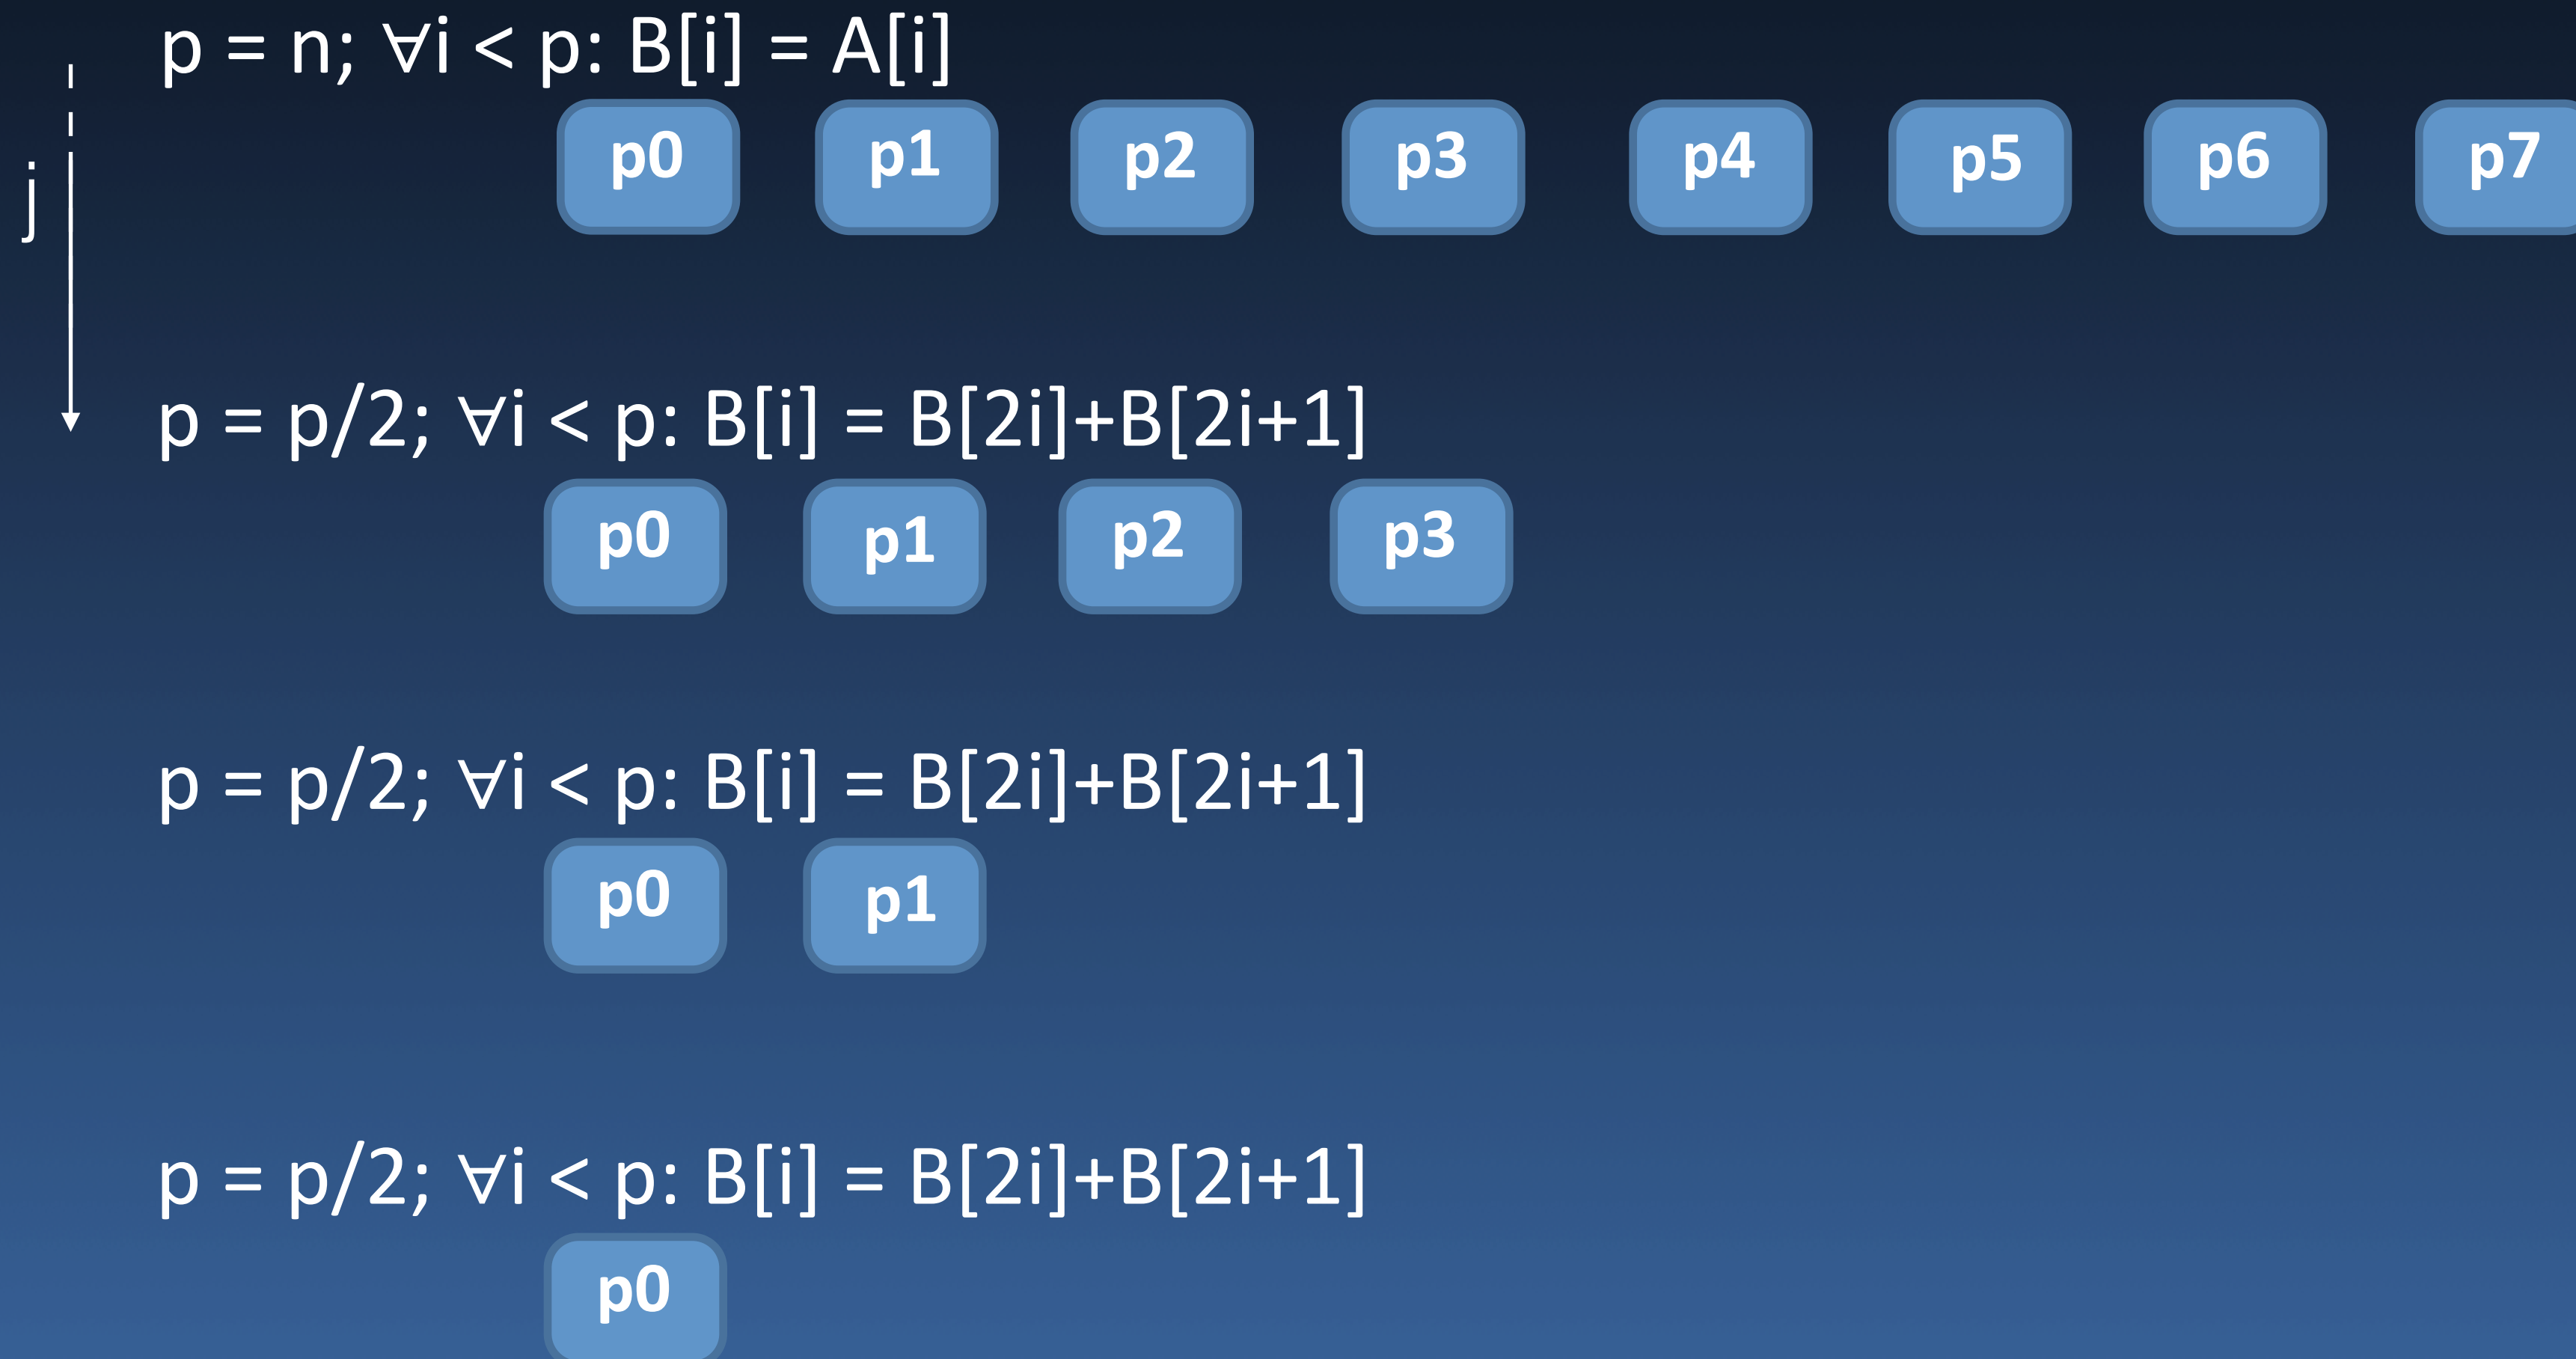 p = n; ∀i < p: B[i] = A[i]
p0 p1 p2 p3 p4 p5 p6 p7
j
p = p/2; ∀i < p: B[i] = B[2i]+B[2i+1]
p0 p1 p2 p3
p = p/2; ∀i < p: B[i] = B[2i]+B[2i+1]
p0 p1
p = p/2; ∀i < p: B[i] = B[2i]+B[2i+1]
p0